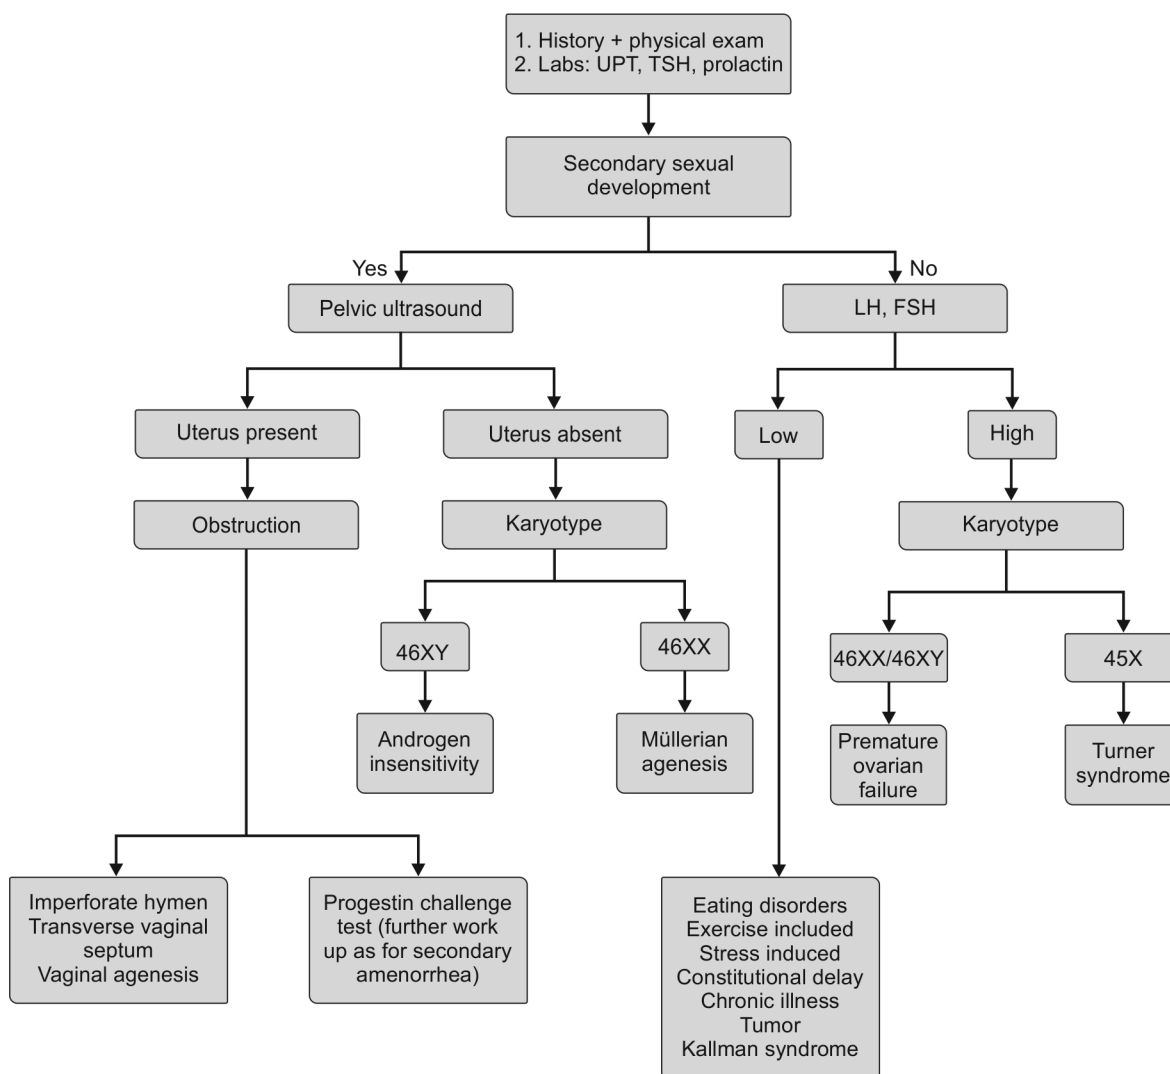 1. History + physical exam
2. Labs: UPT, TSH, prolactin
Secondary sexual
development
Yes
No
Pelvic ultrasound
LH, FSH
Uterus present
Uterus absent
Low
High
Obstruction
Karyotype
Karyotype
46XY
46XX
46XX/46XY
45X
Androgen
insensitivity
Müllerian
agenesis
Premature
ovarian
failure
Turner
syndrome
Imperforate hymen
Transverse vaginal
septum
Vaginal agenesis
Progestin challenge
test (further work
up as for secondary
amenorrhea)
Eating disorders
Exercise included
Stress induced
Constitutional delay
Chronic illness
Tumor
Kallman syndrome